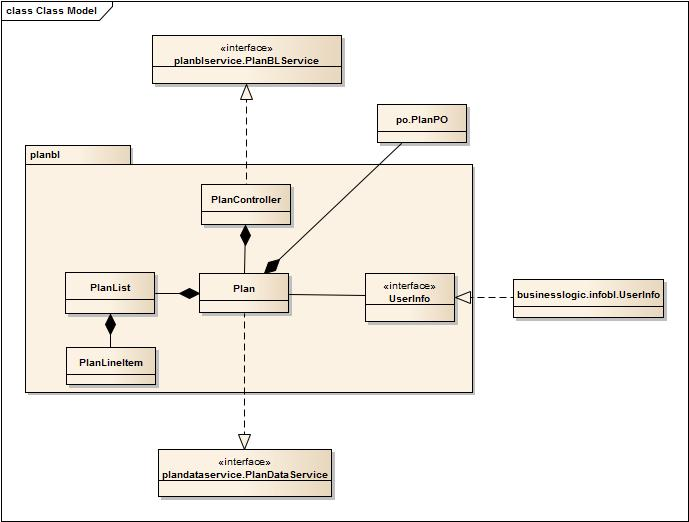 class Class Model
«interface»
planblservice.PlanBLService
po.PlanPO
planbl
PlanController
PlanList
Plan
«interface»
UserInfo
businesslogic.infobl.UserInfo
PlanLineItem
«interface»
plandataservice.PlanDataService